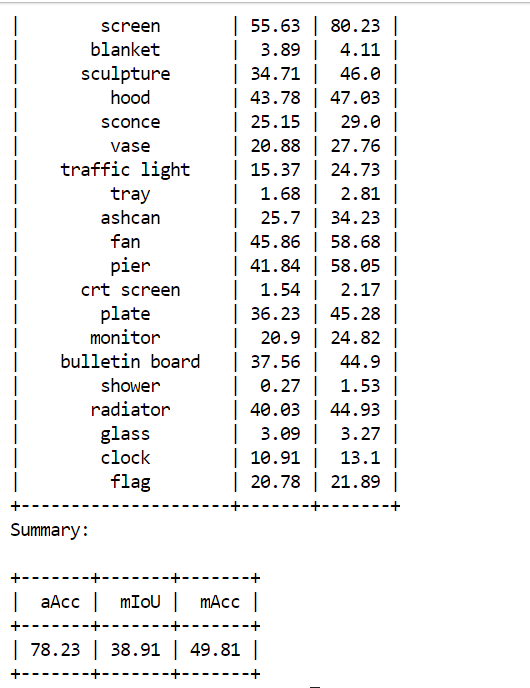 | screen | 55.63 | 80.23 |
| blanket | 3.89 | 4.11 |
| sculpture | 34.71 | 46.0 |
| hood | 43.78 | 47.03 |
| sconce | 25.15 | 29.0 |
| vase | 20.88 | 27.76 |
| traffic light | 15.37 | 24.73 |
| tray | 1.68 | 2.81 |
| ashcan | 25.7 | 34.23 |
| fan | 45.86 | 58.68 |
| pier | 41.84 | 58.05 |
| crt screen | 1.54 | 2.17 |
| plate | 36.23 | 45.28 |
| monitor | 20.9 | 24.82 |
| bulletin board | 37.56 | 44.9 |
| shower | 0.27 | 1.53 |
| radiator | 40.03 | 44.93 |
| glass | 3.09 | 3.27 |
| clock | 10.91 | 13.1 |
| flag | 20.78 | 21.89 |
+---------------------+-------+-------+
Summary:
+-------+-------+-------+
| aAcc | mIoU | mAcc |
+-------+-------+-------+
| 78.23 | 38.91 | 49.81 |
+-------+-------+-------+